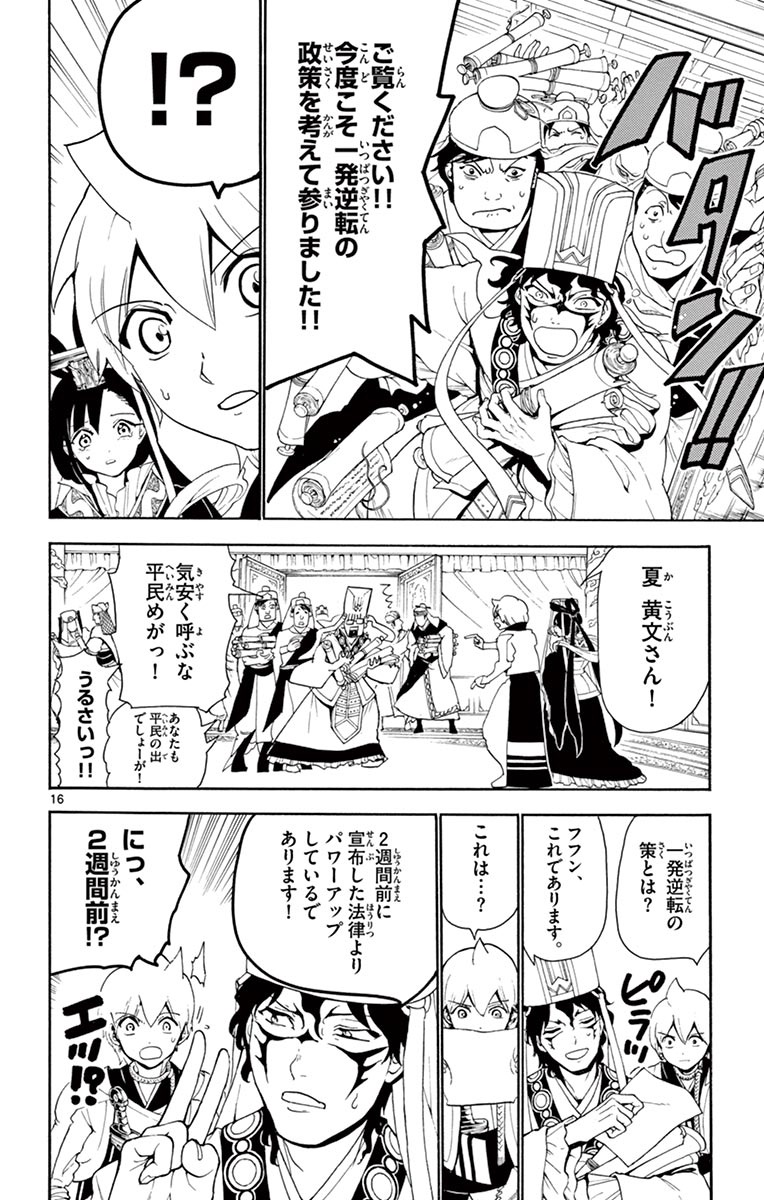 バタン!!
ご覧ください!!
今度こそ一発逆転の
政策を考えて参りました!!
!?
夏 黄文さん!
気安く呼ぶな
平民めがっ!
あなたも
平民の出
でしょーが!
うるさいっ!!
16
一発逆転の
策とは?
ピラッ
フフン、
これであります。
これは…?
2週間前に
宣布した法律より
パワーアップ
しているで
あります!
にっ、
2週間前!?
エッ!?